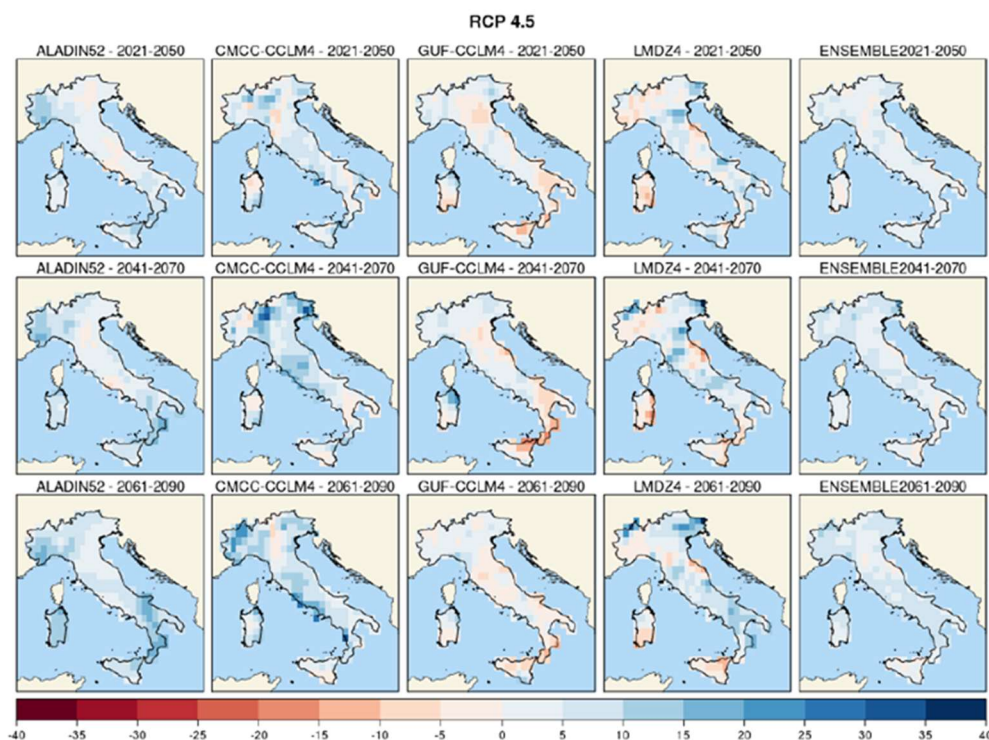 RCP 4.5
ALADIN52 - 2021-2050 CMCC-CCLM4 - 2021-2050 GUF-CCLM4 - 2021-2050 LMDZ4 - 2021-2050 ENSEMBLE2021-2050
ALADIN52 - 2041-2070 CMCC-CCLM4 - 2041-2070 GUF-CCLM4 - 2041-2070 LMDZ4 - 2041-2070 ENSEMBLE2041-2070
ALADIN52 - 2061-2090 CMCC-CCLM4 - 2061-2090 GUF-CCLM4 - 2061-2090 LMDZ4 - 2061-2090 ENSEMBLE2061-2090
-40 -35 -30 -25 -20 -15 -10 -5 0 5 10 15 20 25 30 35 40